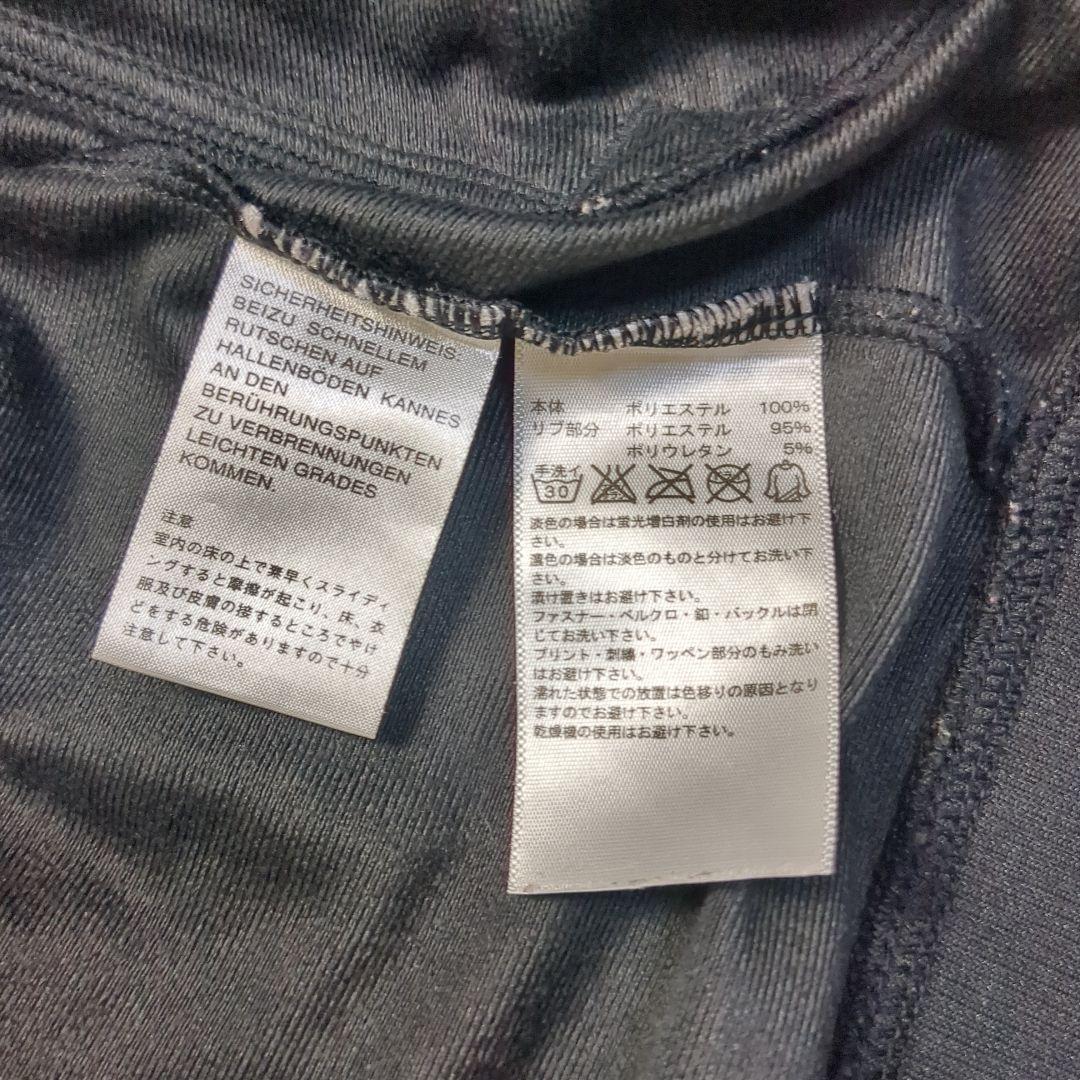 SICHERHEITSHINWEIS
BEIZU SCHNELLEM
RUTSCHEN AUF
HALLENBÖDEN KANNES
AN DEN
BERÜHRUNGSPUNKTEN
ZU VERBRENNUNGEN
LEICHTEN GRADES
KOMMEN.
注意
室内の床の上で素早くスライディ
ングすると摩擦が起こり、床、衣
服及び皮膚の接するところでやけ
どをする危険がありますので十分
注意して下さい。
本体 ポリエステル 100%
リブ部分 ポリエステル 95%
ポリウレタン 5%
手洗イ
30
淡色の場合は蛍光増白剤の使用はお避け下
さい。
濃色の場合は淡色のものと分けてお洗い下
さい。
漬け置きはお避け下さい。
ファスナー・ベルクロ・釦・バックルは閉
じてお洗い下さい。
プリント・刺繍・ワッペン部分のもみ洗い
はお避け下さい。
濡れた状態での放置は色移りの原因となり
ますのでお避け下さい。
乾燥機の使用はお避け下さい。